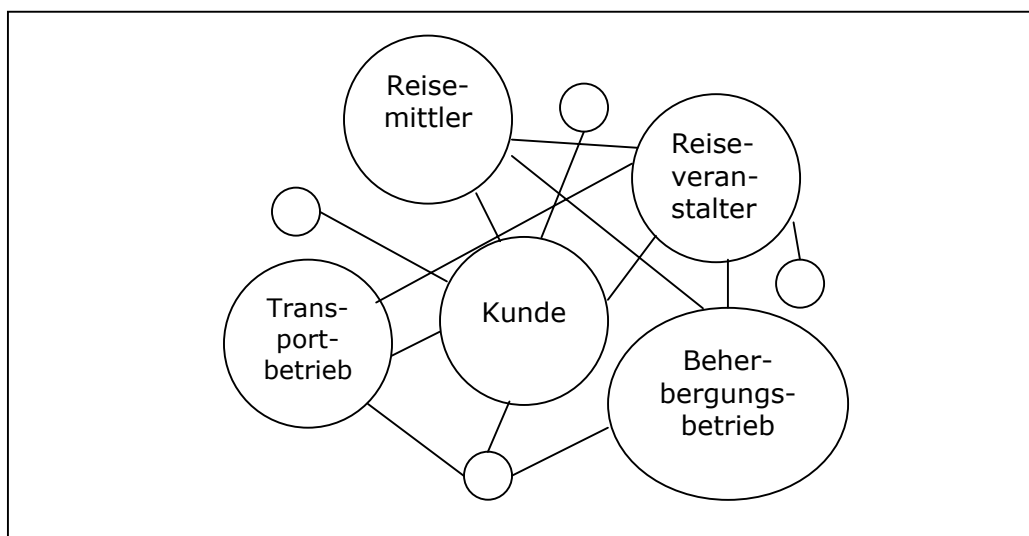 Reise-
mittler
Reise-
veran-
stalter
Trans-
port-
betrieb
Kunde
Beher-
bergungs-
betrieb